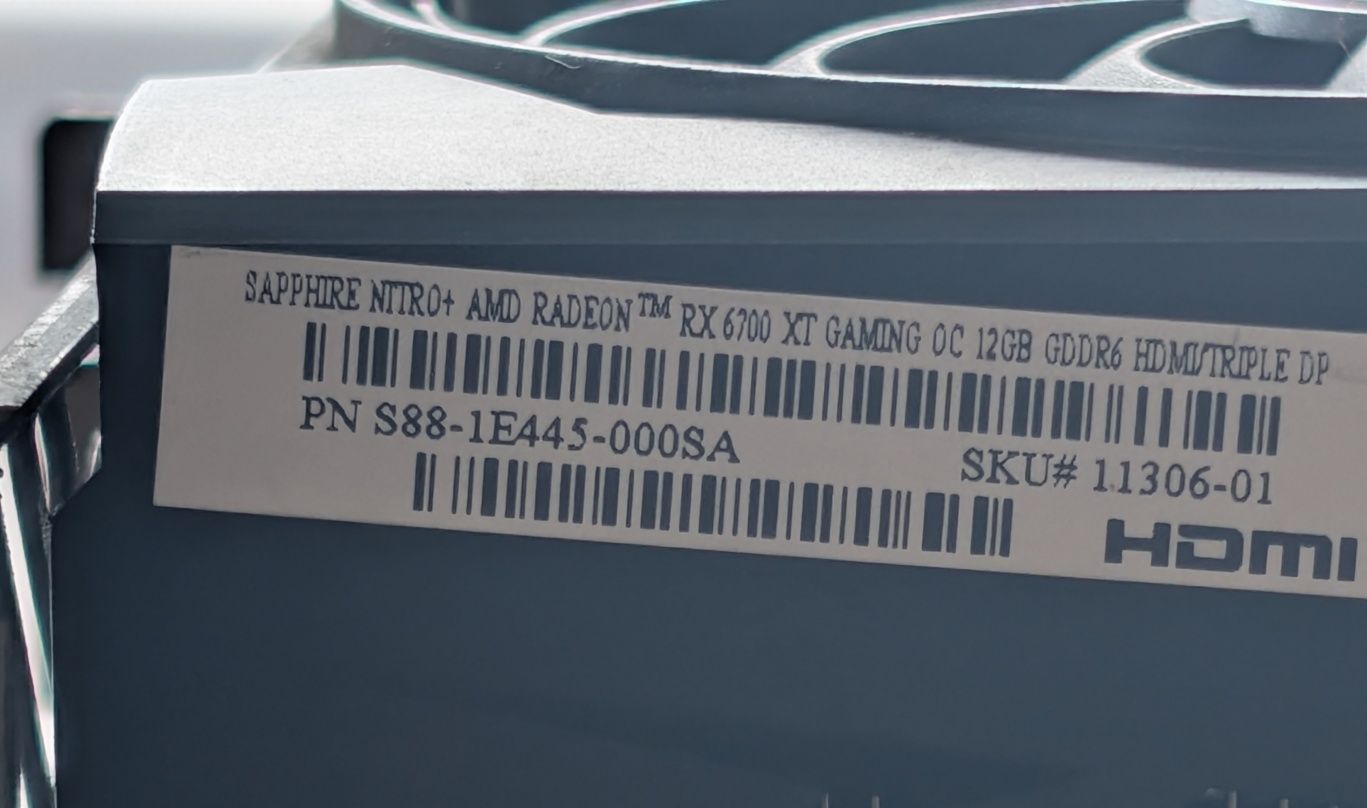 SAPPHIRE NITRO+ AMD RADEON™ RX 6700 XT GAMING OC 12GB GDDR6 HDMI/TRIPLE DP
PN S88-1E445-000SA SKU# 11306-01
HDMI